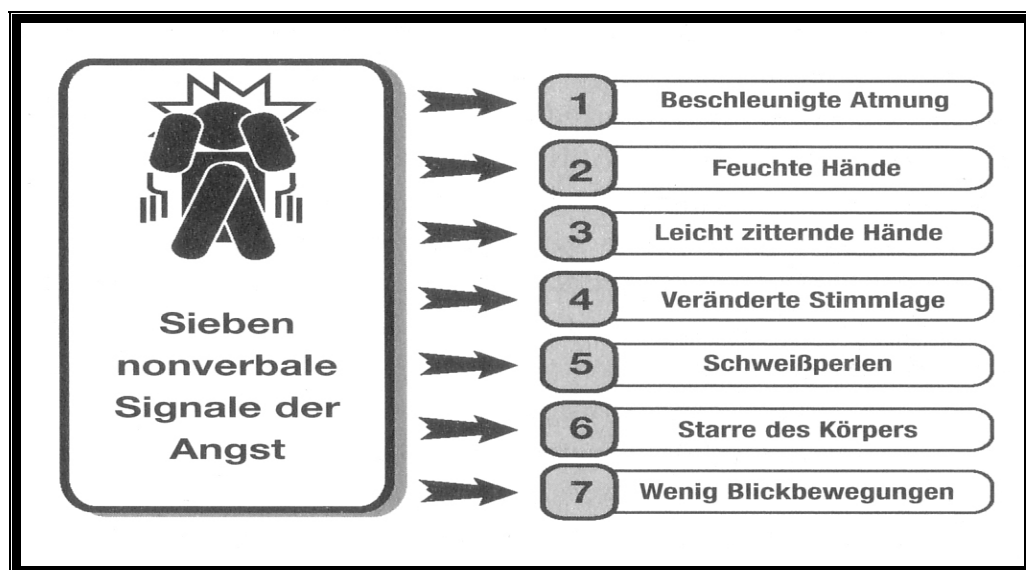 Sieben
nonverbale
Signale der
Angst
1 Beschleunigte Atmung
2 Feuchte Hände
3 Leicht zitternde Hände
4 Veränderte Stimmlage
5 Schweißperlen
6 Starre des Körpers
7 Wenig Blickbewegungen